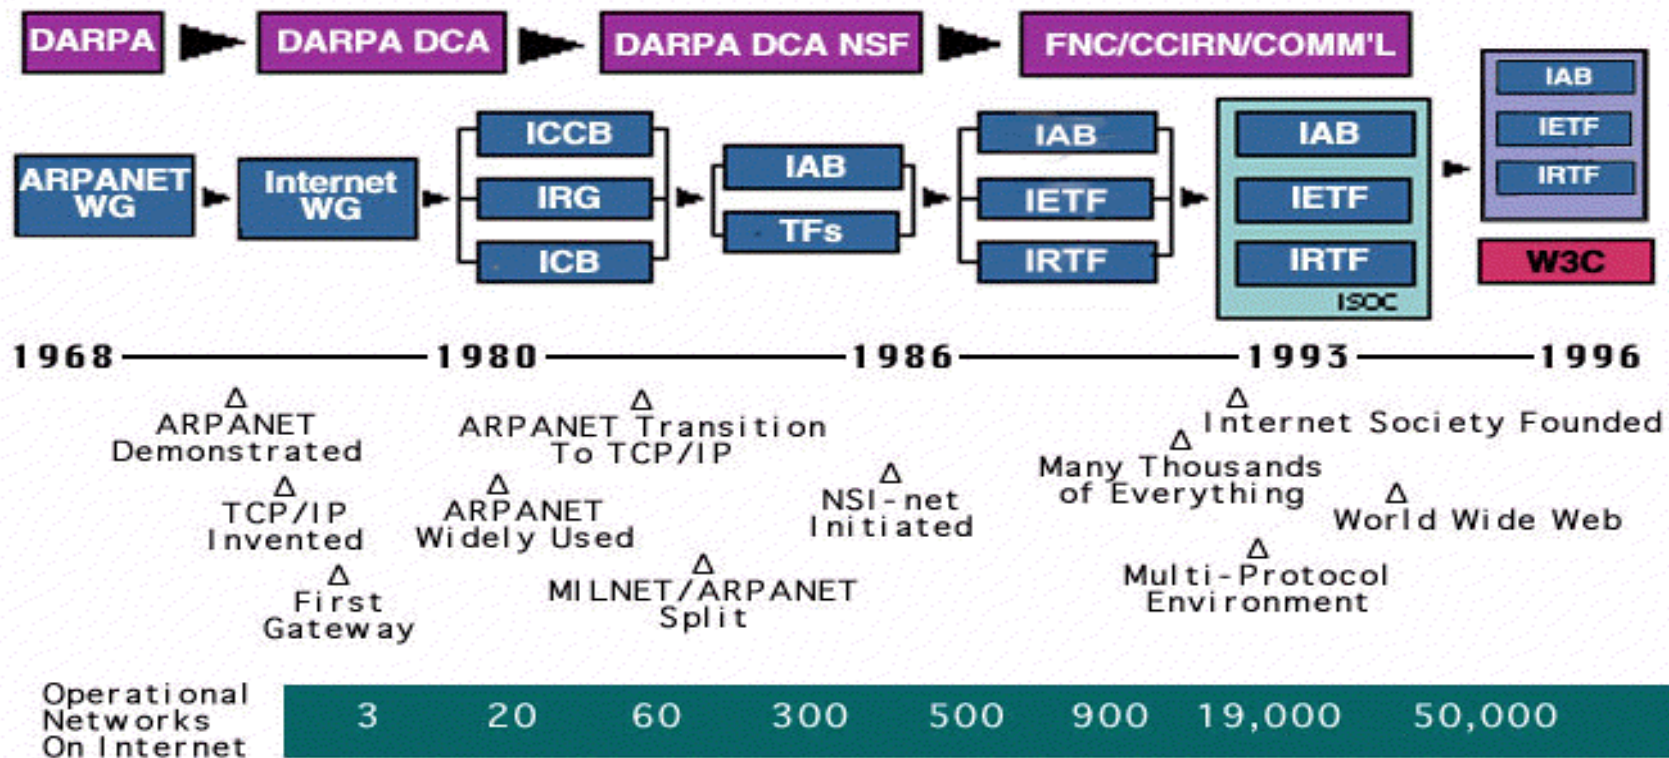 DARPA
DARPA DCA
DARPA DCA NSF
FNC/CCIRN/COMM'L
ARPANET
WG
Internet
WG
ICCB
IRG
ICB
IAB
TFs
IAB
IETF
IRTF
IAB
IETF
IRTF
ISOC
IAB
IETF
IRTF
W3C
1968
1980
1986
1993
1996
ARPANET
Demonstrated
TCP/IP
Invented
First
Gateway
ARPANET
Widely Used
ARPANET Transition
To TCP/IP
MILNET/ARPANET
Split
NSI-net
Initiated
Internet Society Founded
Many Thousands
of Everything
World Wide Web
Multi-Protocol
Environment
Operational
Networks
On Internet
3 20 60 300 500 900 19,000 50,000